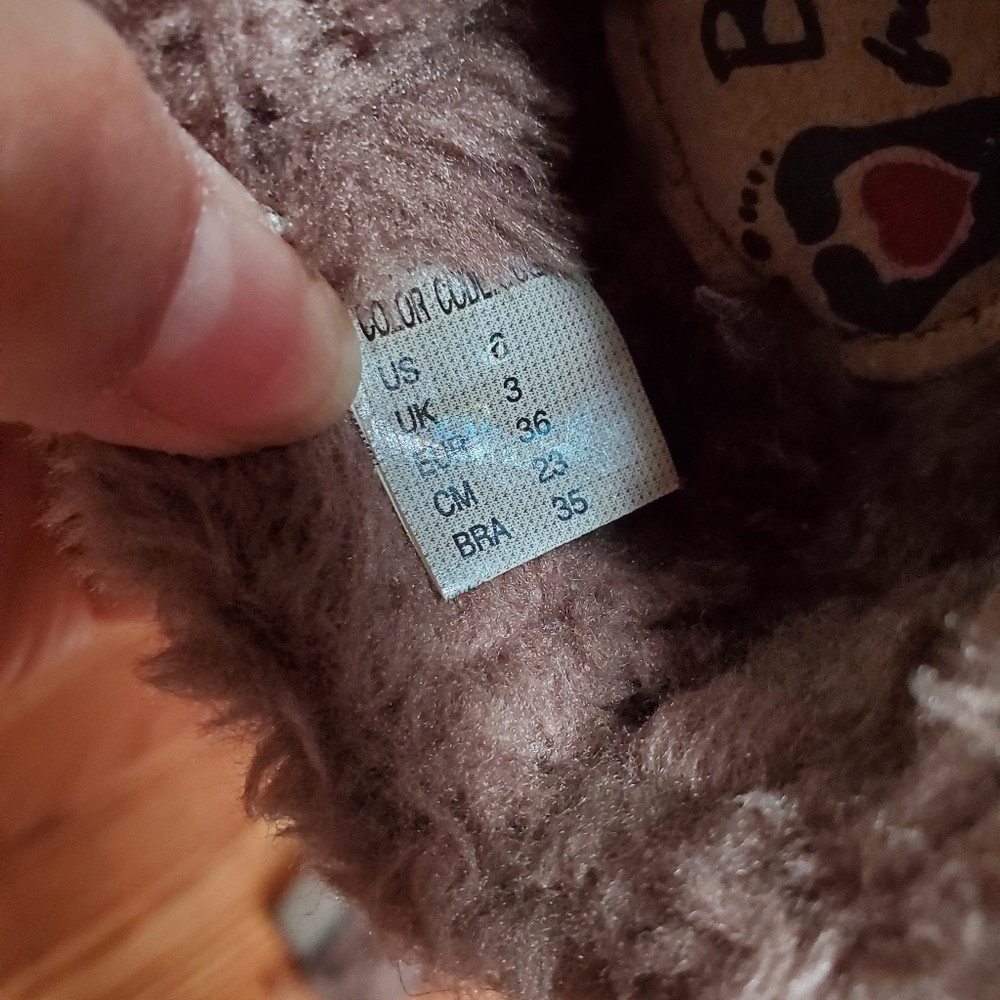 COLOR CODE
US 6
UK 3
EUR 36
CM 23
BRA 35
B